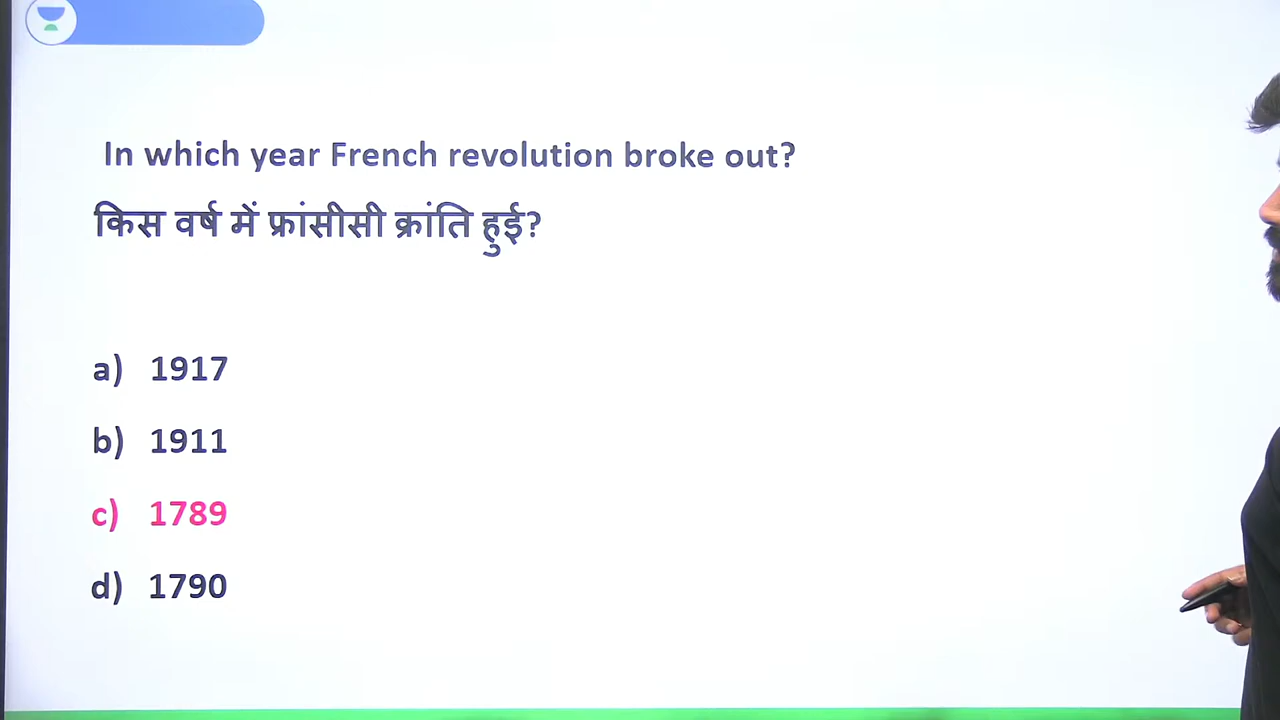 In which year French revolution broke out?
किस वर्ष में फ्रांसीसी क्रांति हुई?
a) 1917
b) 1911
c) 1789
d) 1790